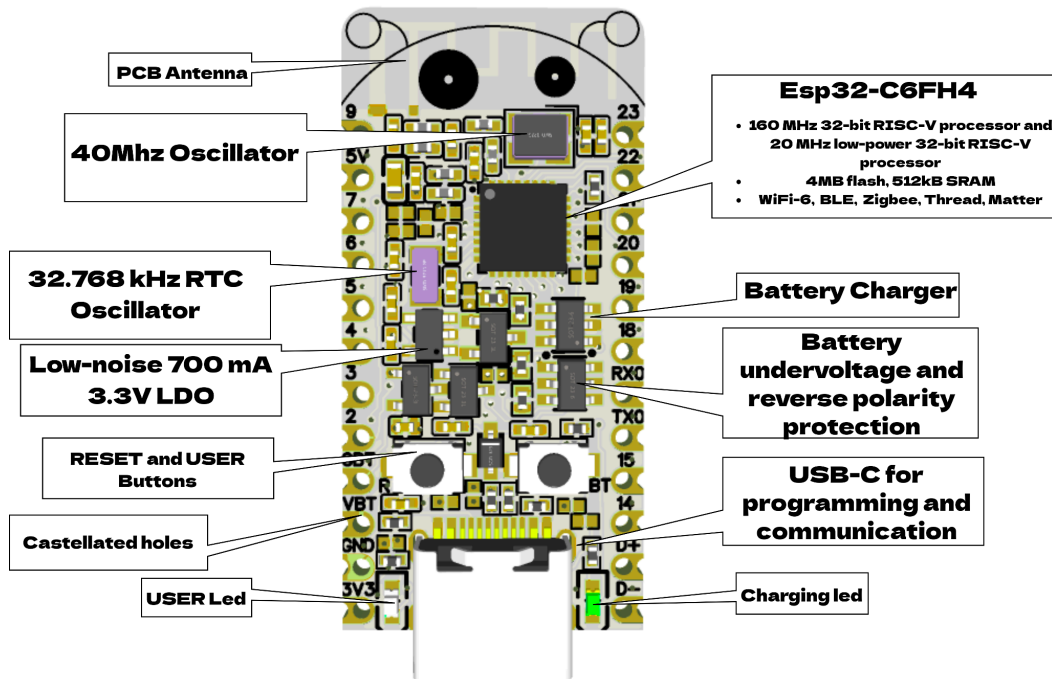 PCB Antenna
40Mhz Oscillator
32.768 kHz RTC
Oscillator
Low-noise 700 mA
3.3V LDO
RESET and USER
Buttons
Castellated holes
USER Led
9
5V
7
6
5
4
3
2
VBT
GND
3V3
R
BT
23
22
20
19
18
RX0
TX0
15
14
D+
D-
Esp32-C6FH4
• 160 MHz 32-bit RISC-V processor and
20 MHz low-power 32-bit RISC-V
processor
• 4MB flash, 512kB SRAM
• WiFi-6, BLE, Zigbee, Thread, Matter
Battery Charger
Battery
undervoltage and
reverse polarity
protection
USB-C for
programming and
communication
Charging led